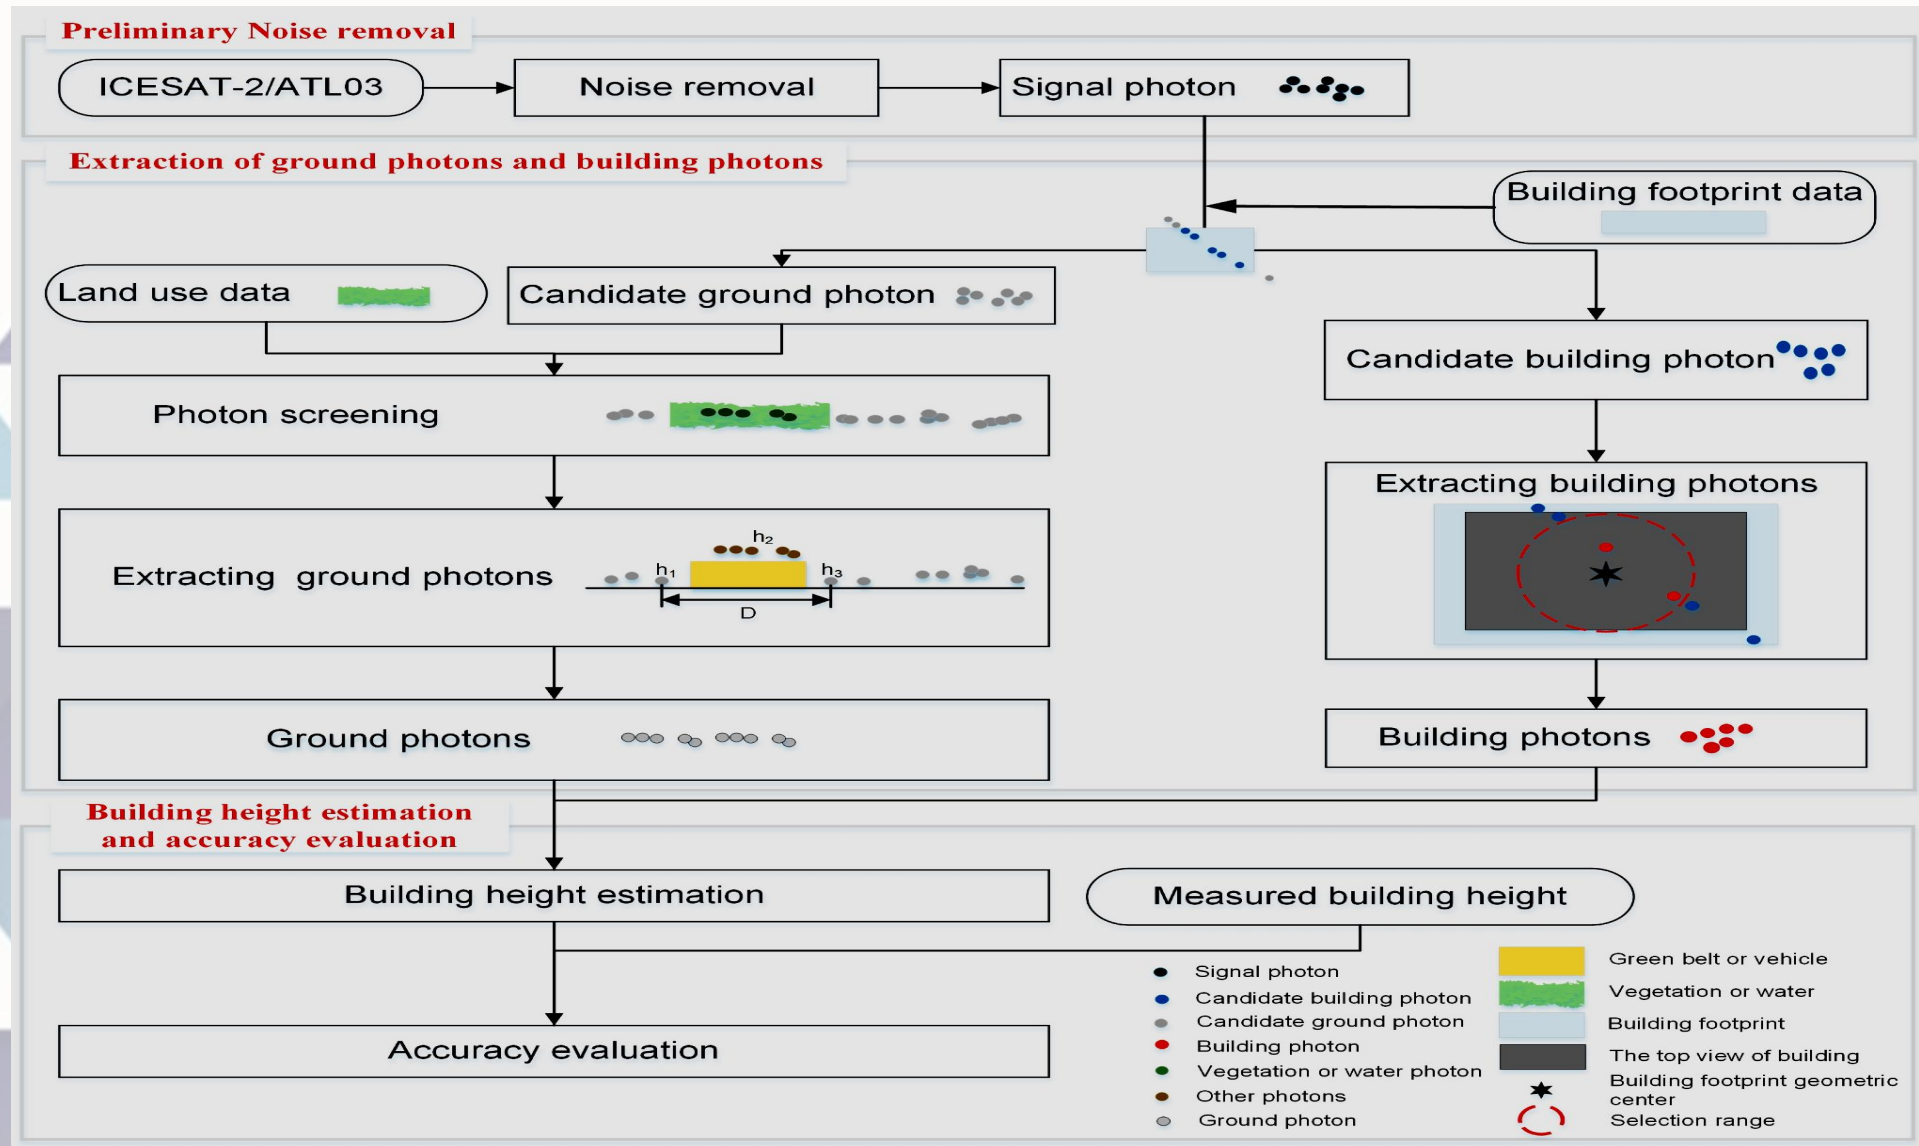 Preliminary Noise removal
ICESAT-2/ATL03
Noise removal
Signal photon
Extraction of ground photons and building photons
Building footprint data
Land use data
Candidate ground photon
Candidate building photon
Photon screening
Extracting building photons
Extracting ground photons
h2
h1
h3
D
Ground photons
Building photons
Building height estimation
and accuracy evaluation
Building height estimation
Measured building height
Accuracy evaluation
Signal photon
Candidate building photon
Candidate ground photon
Building photon
Vegetation or water photon
Other photons
Ground photon
Green belt or vehicle
Vegetation or water
Building footprint
The top view of building
Building footprint geometric
center
Selection range